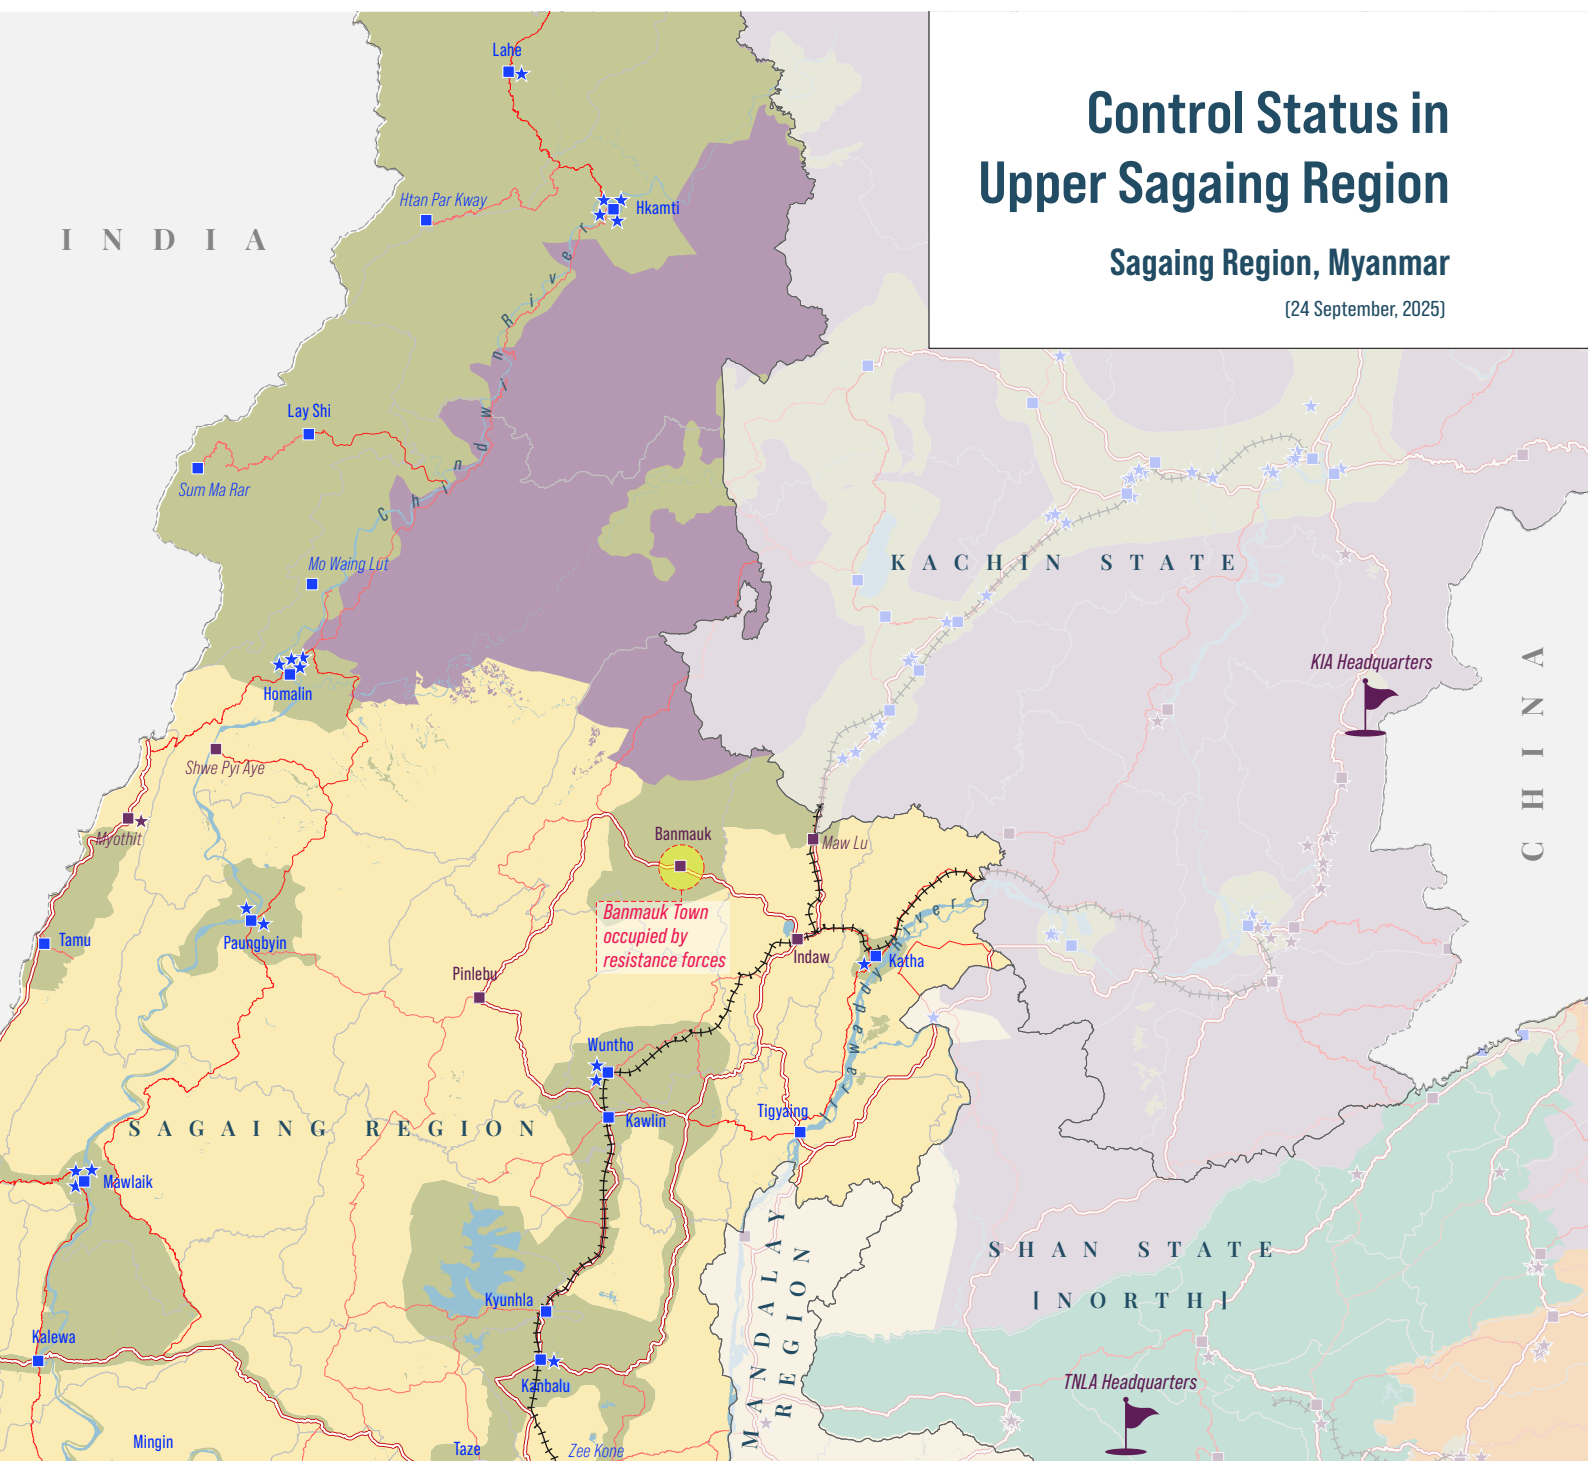 Control Status in
Upper Sagaing Region
Sagaing Region, Myanmar
(24 September, 2025)
INDIA
Lahe
Htan Par Kway
Hkamti
Chindwin River
Lay Shi
Sum Ma Rar
Mo Waing Lut
Homalin
Shwe Pyi Aye
Myothit
Tamu
Paungbyin
KACHIN STATE
KIA Headquarters
CHINA
Banmauk
Maw Lu
Banmauk Town
occupied by
resistance forces
Pinlebu
Indaw
Katha
Irrawaddy River
Wuntho
Kawlin
Tigyaing
SAGAING REGION
Mawlaik
Kyunhla
Kalewa
Kanbalu
Mingin
Taze
Zee Kone
MANDALAY
REGION
SHAN STATE
[NORTH]
TNLA Headquarters